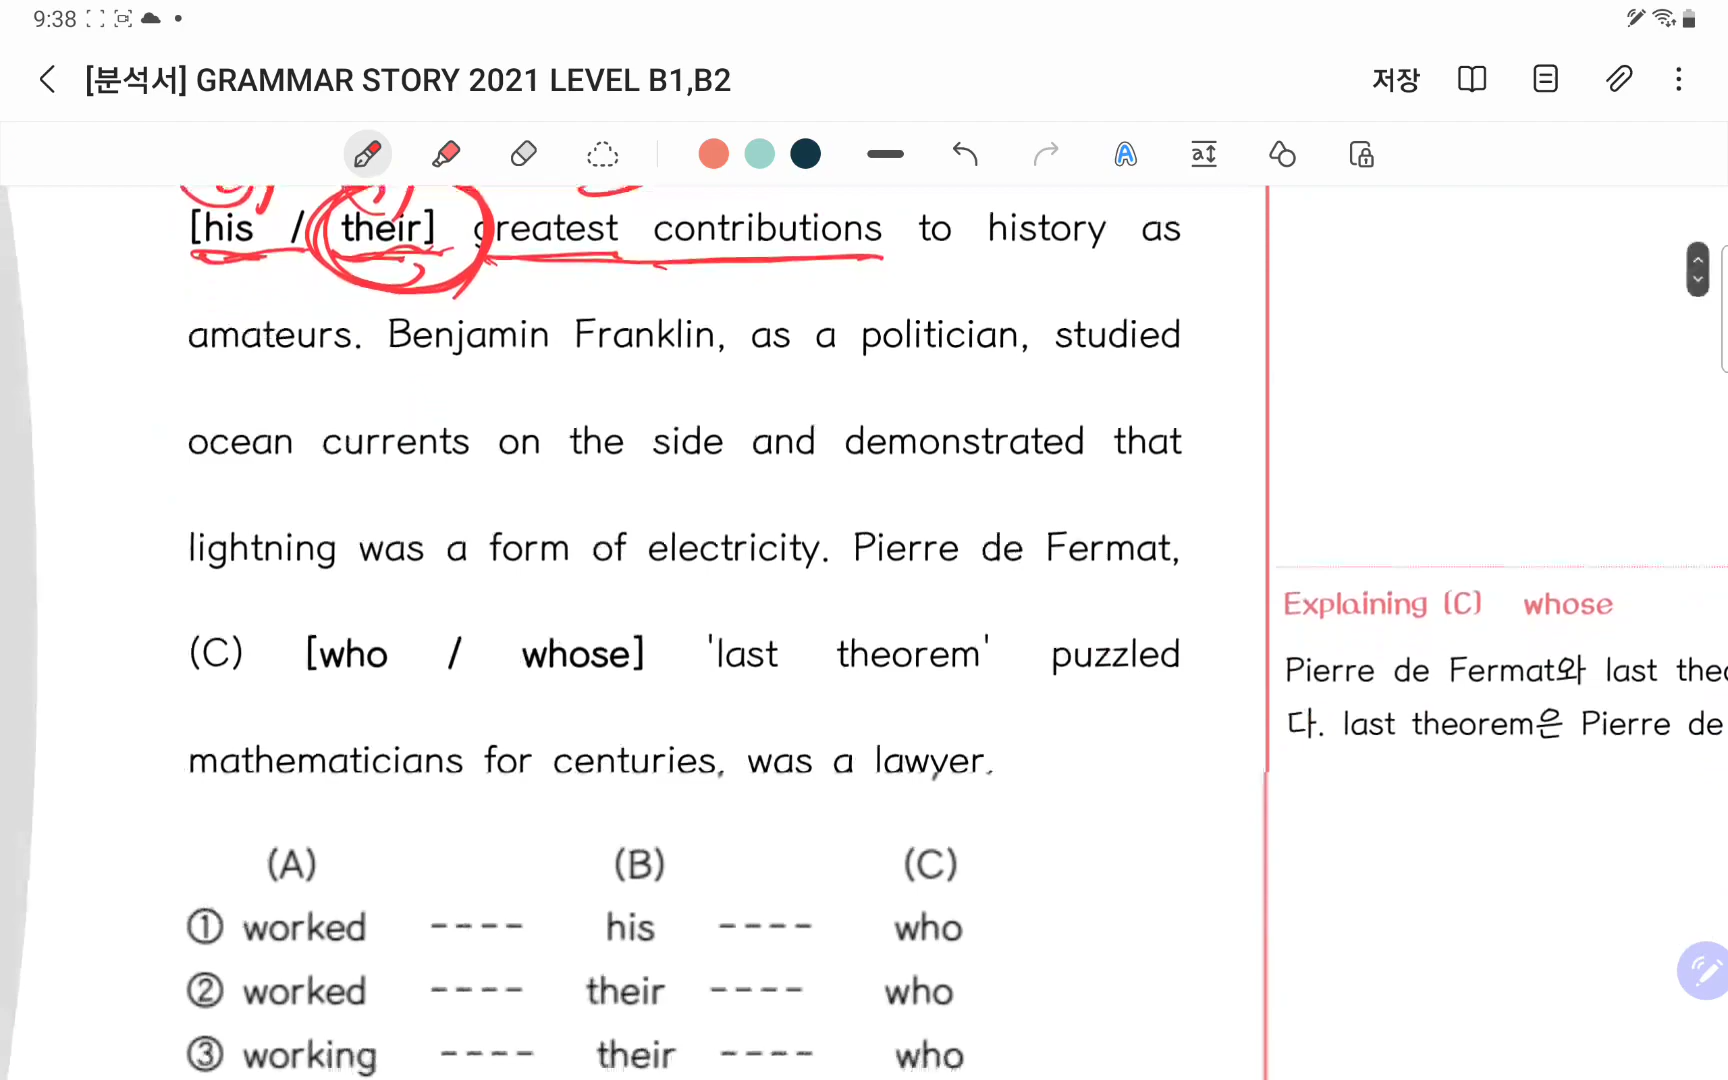 9:38
[분석서] GRAMMAR STORY 2021 LEVEL B1,B2
저장
[his / their] greatest contributions to history as
amateurs. Benjamin Franklin, as a politician, studied
ocean currents on the side and demonstrated that
lightning was a form of electricity. Pierre de Fermat,
(C) [who / whose] 'last theorem' puzzled
mathematicians for centuries, was a lawyer.
(A) (B) (C)
① worked ---- his ---- who
② worked ---- their ---- who
③ working ---- their ---- who
Explaining (C) whose
Pierre de Fermat와 last
다. last theorem은 Pierre de